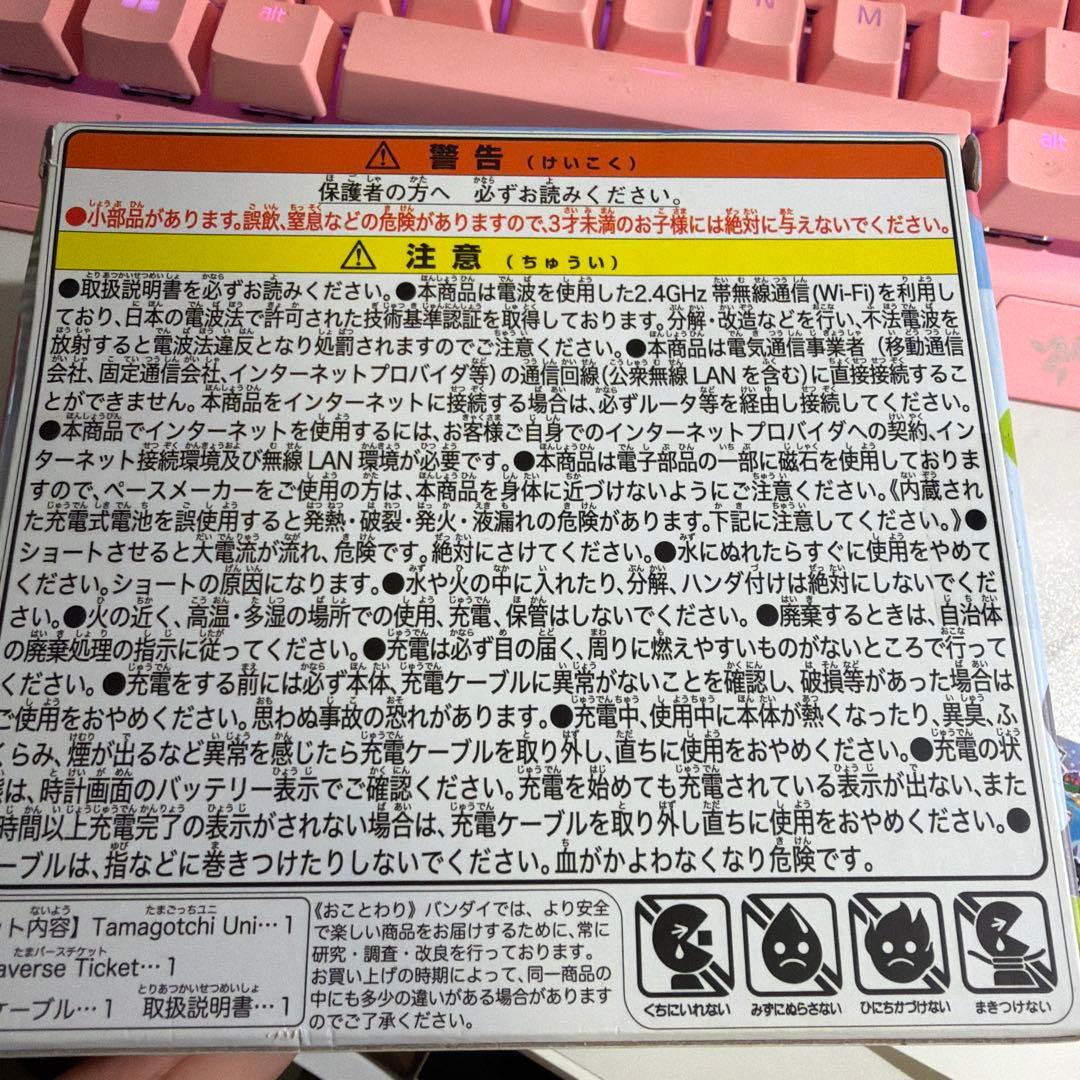 alt
N
M
alt
警告(けいこく)
保護者の方へ 必ずお読みください。
●小部品があります。誤飲、窒息などの危険がありますので、3才未満のお子様には絶対に与えないでください。
注意(ちゅうい)
●取扱説明書を必ずお読みください。●本商品は電波を使用した2.4GHz 帯無線通信(Wi-Fi)を利用し
ており、日本の電波法で許可された技術基準認証を取得しております。分解・改造などを行い、不法電波を
放射すると電波法違反となり処罰されますのでご注意ください。●本商品は電気通信事業者(移動通信
会社、固定通信会社、インターネットプロバイダ等)の通信回線(公衆無線LANを含む)に直接接続するこ
とができません。本商品をインターネットに接続する場合は、必ずルータ等を経由し接続してください。
●本商品でインターネットを使用するには、お客様ご自身でのインターネットプロバイダへの契約、イン
ターネット接続環境及び無線LAN環境が必要です。●本商品は電子部品の一部に磁石を使用しておりま
すので、ペースメーカーをご使用の方は、本商品を身体に近づけないようにご注意ください。《内蔵され
た充電式電池を誤使用すると発熱・破裂・発火・液漏れの危険があります。下記に注意してください。》●
ショートさせると大電流が流れ、危険です。絶対にさけてください。●水にぬれたらすぐに使用をやめて
ください。ショートの原因になります。●水や火の中に入れたり、分解、ハンダ付けは絶対にしないでくだ
さい。●火の近く、高温・多湿の場所での使用、充電、保管はしないでください。●廃棄するときは、自治体
の廃棄処理の指示に従ってください。●充電は必ず目の届く、周りに燃えやすいものがないところで行って
ください。●充電をする前には必ず本体、充電ケーブルに異常がないことを確認し、破損等があった場合は
ご使用をおやめください。思わぬ事故の恐れがあります。●充電中、使用中に本体が熱くなったり、異臭、ふ
くらみ、煙が出るなど異常を感じたら充電ケーブルを取り外し、直ちに使用をおやめください。●充電の状
態は、時計画面のバッテリー表示でご確認ください。充電を始めても充電されている表示が出ない、また
時間以上充電完了の表示がされない場合は、充電ケーブルを取り外し直ちに使用をおやめください。●
ーブルは、指などに巻きつけたりしないでください。血がかよわなくなり危険です。
ット内容】Tamagotchi Uni…1
averse Ticket…1
ケーブル…1 取扱説明書…1
《おことわり》バンダイでは、より安全
で楽しい商品をお届けするために、常に
研究・調査・改良を行っております。
お買い上げの時期によって、同一商品の
中にも多少の違いがある場合があります
のでご了承ください。
くちにいれない
みずにぬらさない
ひにちかづけない
まきつけない